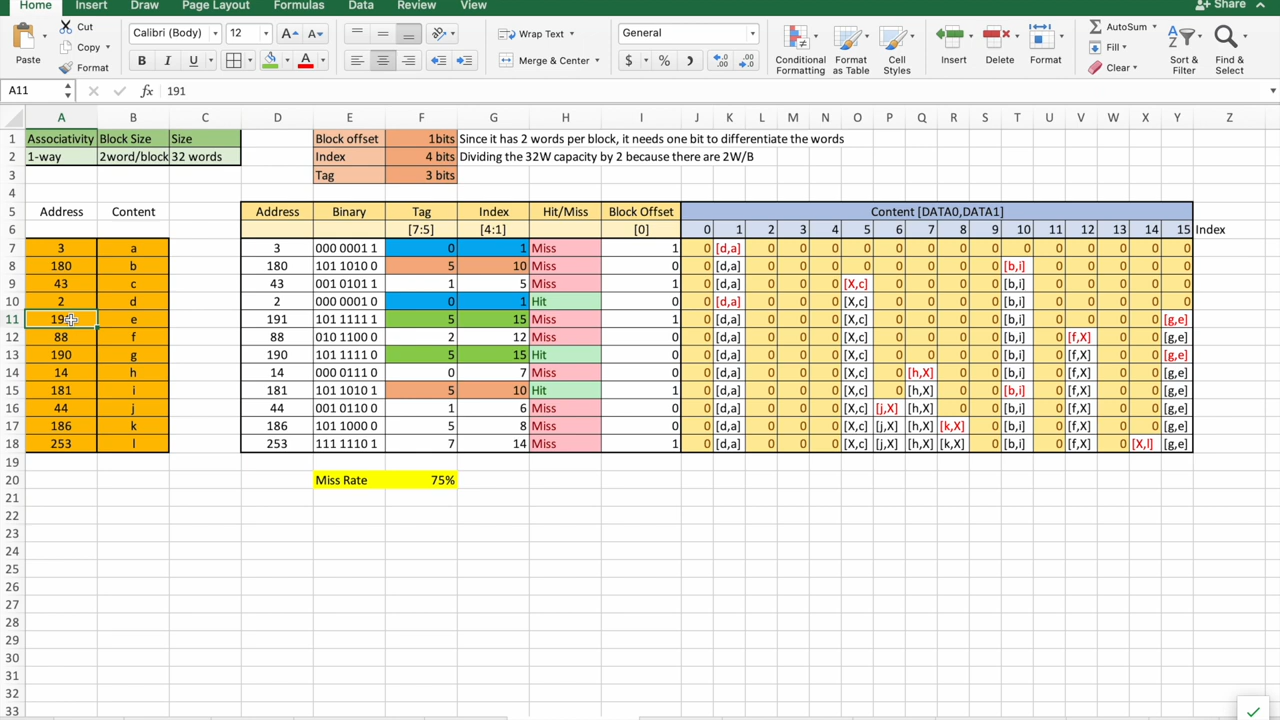 Home Insert Draw Page Layout Formulas Data Review View Share
Paste Cut Copy Format Calibri (Body) 12 A A B I U A Wrap Text Merge & Center General $ % Conditional Formatting Format as Table Cell Styles Insert Delete Format AutoSum Fill Clear Sort & Filter Find & Select
A11 fx 191
A B C D E F G H I J K L M N O P Q R S T U V W X Y Z
1 Associativity Block Size Size Block offset 1bits Since it has 2 words per block, it needs one bit to differentiate the words
2 1-way 2word/block 32 words Index 4 bits Dividing the 32W capacity by 2 because there are 2W/B
3 Tag 3 bits
4
5 Address Content Address Binary Tag Index Hit/Miss Block Offset Content [DATA0,DATA1]
6 [7:5] [4:1] [0] 0 1 2 3 4 5 6 7 8 9 10 11 12 13 14 15 Index
7 3 a 3 000 0001 1 0 1 Miss 1 0 [d,a] 0 0 0 0 0 0 0 0 0 0 0 0 0 0
8 180 b 180 101 1010 0 5 10 Miss 0 0 [d,a] 0 0 0 0 0 0 0 0 [b,i] 0 0 0 0 0
9 43 c 43 001 0101 1 1 5 Miss 1 0 [d,a] 0 0 0 [X,c] 0 0 0 0 [b,i] 0 0 0 0 0
10 2 d 2 000 0001 0 0 1 Hit 0 0 [d,a] 0 0 0 [X,c] 0 0 0 0 [b,i] 0 0 0 0 0
11 e 191 101 1111 1 5 15 Miss 1 0 [d,a] 0 0 0 [X,c] 0 0 0 0 [b,i] 0 0 0 0 [g,e]
12 88 f 88 010 1100 0 2 12 Miss 0 0 [d,a] 0 0 0 [X,c] 0 0 0 0 [b,i] 0 [f,X] 0 0 [g,e]
13 190 g 190 101 1111 0 5 15 Hit 0 0 [d,a] 0 0 0 [X,c] 0 0 0 0 [b,i] 0 [f,X] 0 0 [g,e]
14 14 h 14 000 0111 0 0 7 Miss 0 0 [d,a] 0 0 0 [X,c] 0 [h,X] 0 0 [b,i] 0 [f,X] 0 0 [g,e]
15 181 i 181 101 1010 1 5 10 Hit 1 0 [d,a] 0 0 0 [X,c] 0 [h,X] 0 0 [b,i] 0 [f,X] 0 0 [g,e]
16 44 j 44 001 0110 0 1 6 Miss 0 0 [d,a] 0 0 0 [X,c] [j,X] [h,X] 0 0 [b,i] 0 [f,X] 0 0 [g,e]
17 186 k 186 101 1000 0 5 8 Miss 0 0 [d,a] 0 0 0 [X,c] [j,X] [h,X] [k,X] 0 [b,i] 0 [f,X] 0 0 [g,e]
18 253 l 253 111 1110 1 7 14 Miss 1 0 [d,a] 0 0 0 [X,c] [j,X] [h,X] [k,X] 0 [b,i] 0 [f,X] 0 [X,l] [g,e]
19
20 Miss Rate 75%
21
22
23
24
25
26
27
28
29
30
31
32
33